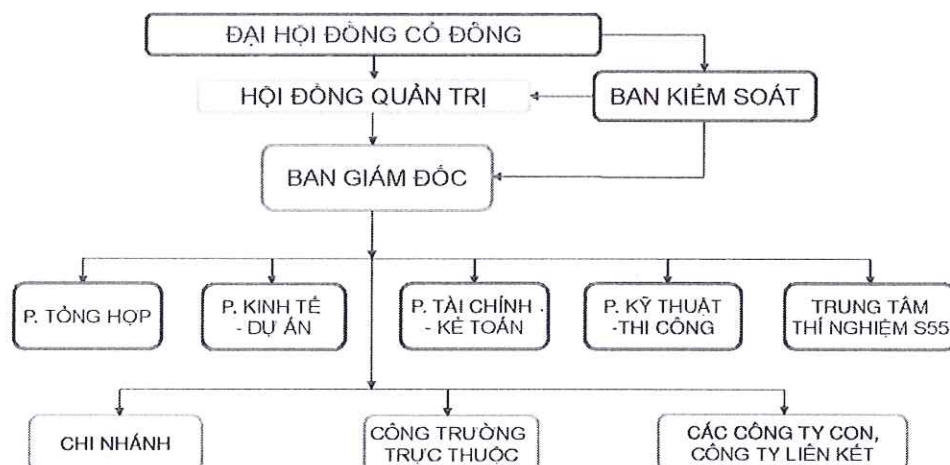 ĐẠI HỘI ĐỒNG CỔ ĐÔNG
HỘI ĐỒNG QUẢN TRỊ
BAN KIỂM SOÁT
BAN GIÁM ĐỐC
P. TỔNG HỢP
P. KINH TẾ
- DỰ ÁN
P. TÀI CHÍNH
- KẾ TOÁN
P. KỸ THUẬT
-THI CÔNG
TRUNG TÂM
THÍ NGHIỆM S55
CHI NHÁNH
CÔNG TRƯỜNG
TRỰC THUỘC
CÁC CÔNG TY CON,
CÔNG TY LIÊN KẾT